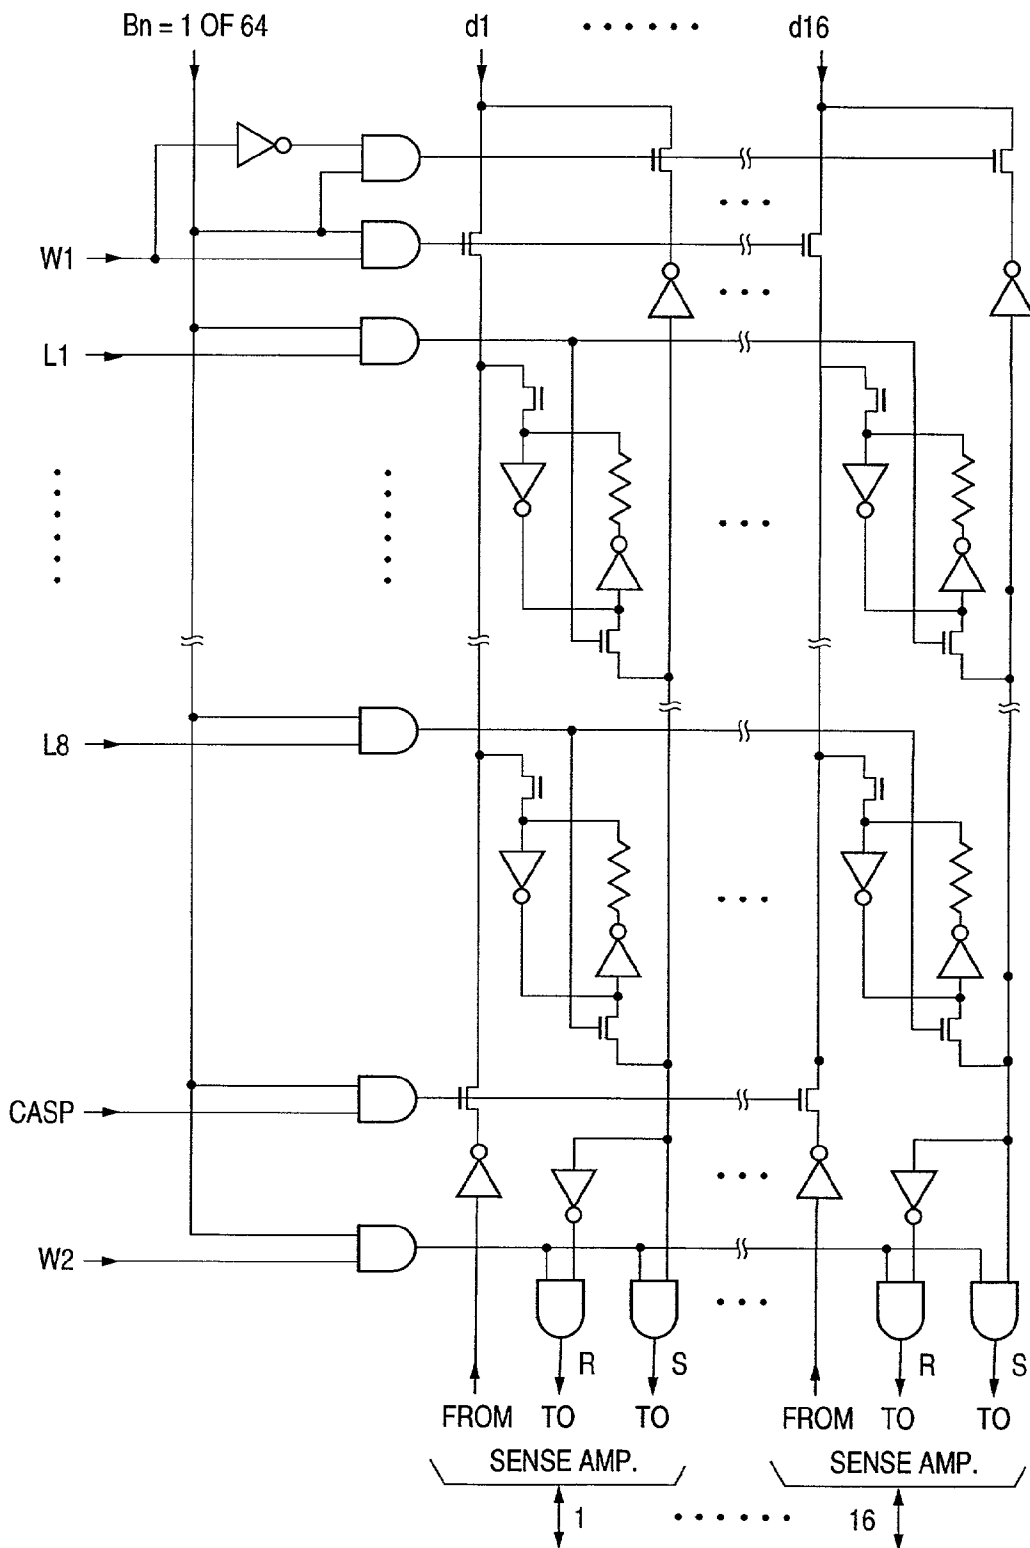 Bn = 1 OF 64 d1 d16
W1
L1
L8
CASP
W2
R S R S
FROM TO TO FROM TO TO
SENSE AMP. SENSE AMP.
1 16